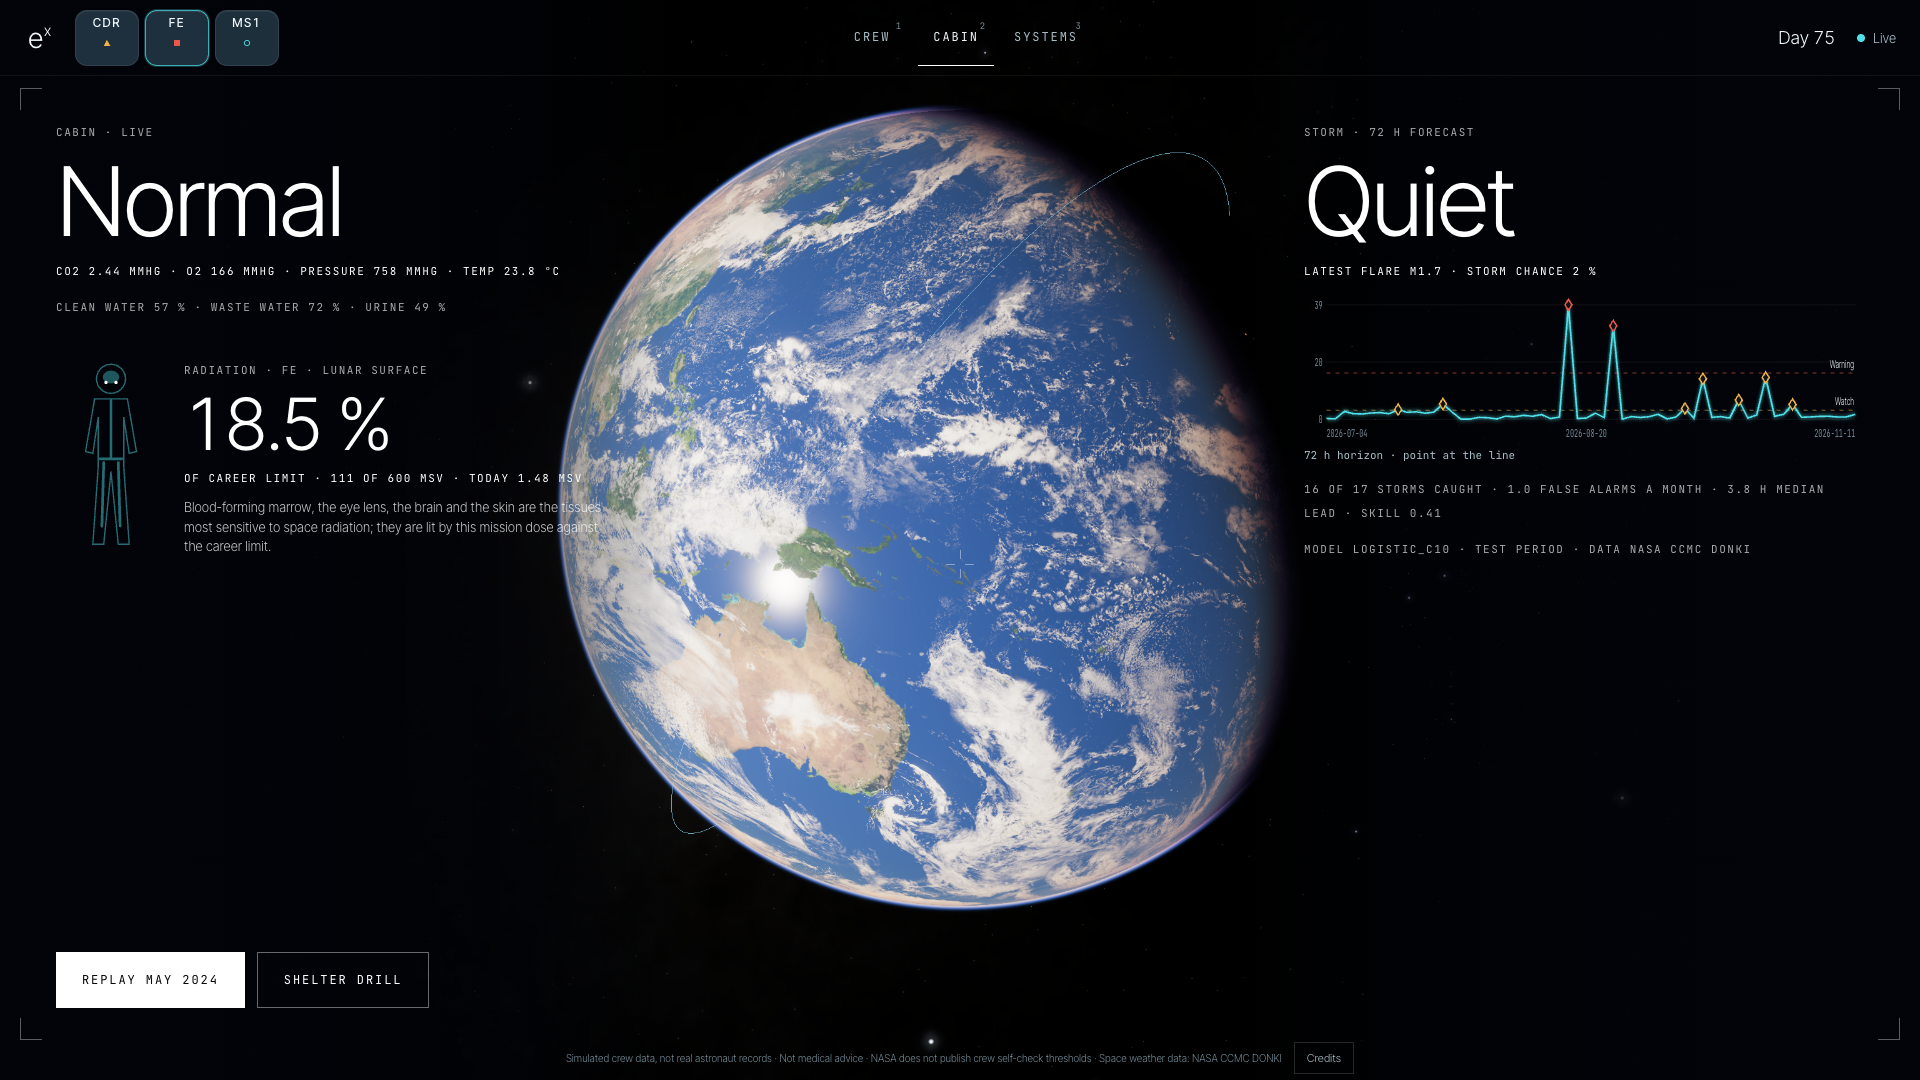 e^x
CDR
FE
MS1
CREW 1
CABIN 2
SYSTEMS 3
Day 75
Live
CABIN · LIVE
Normal
CO2 2.44 MMHG · O2 166 MMHG · PRESSURE 758 MMHG · TEMP 23.8 °C
CLEAN WATER 57 % · WASTE WATER 72 % · URINE 49 %
RADIATION · FE · LUNAR SURFACE
18.5 %
OF CAREER LIMIT · 111 OF 600 MSV · TODAY 1.48 MSV
Blood-forming marrow, the eye lens, the brain and the skin are the tissues
most sensitive to space radiation; they are lit by this mission dose against
the career limit.
REPLAY MAY 2024
SHELTER DRILL
STORM · 72 H FORECAST
Quiet
LATEST FLARE M1.7 · STORM CHANCE 2 %
39
20
0
Warning
Watch
2026-07-04
2026-08-20
2026-11-11
72 h horizon · point at the line
16 OF 17 STORMS CAUGHT · 1.0 FALSE ALARMS A MONTH · 3.8 H MEDIAN
LEAD · SKILL 0.41
MODEL LOGISTIC_C10 · TEST PERIOD · DATA NASA CCMC DONKI
Simulated crew data, not real astronaut records · Not medical advice · NASA does not publish crew self-check thresholds · Space weather data: NASA CCMC DONKI
Credits